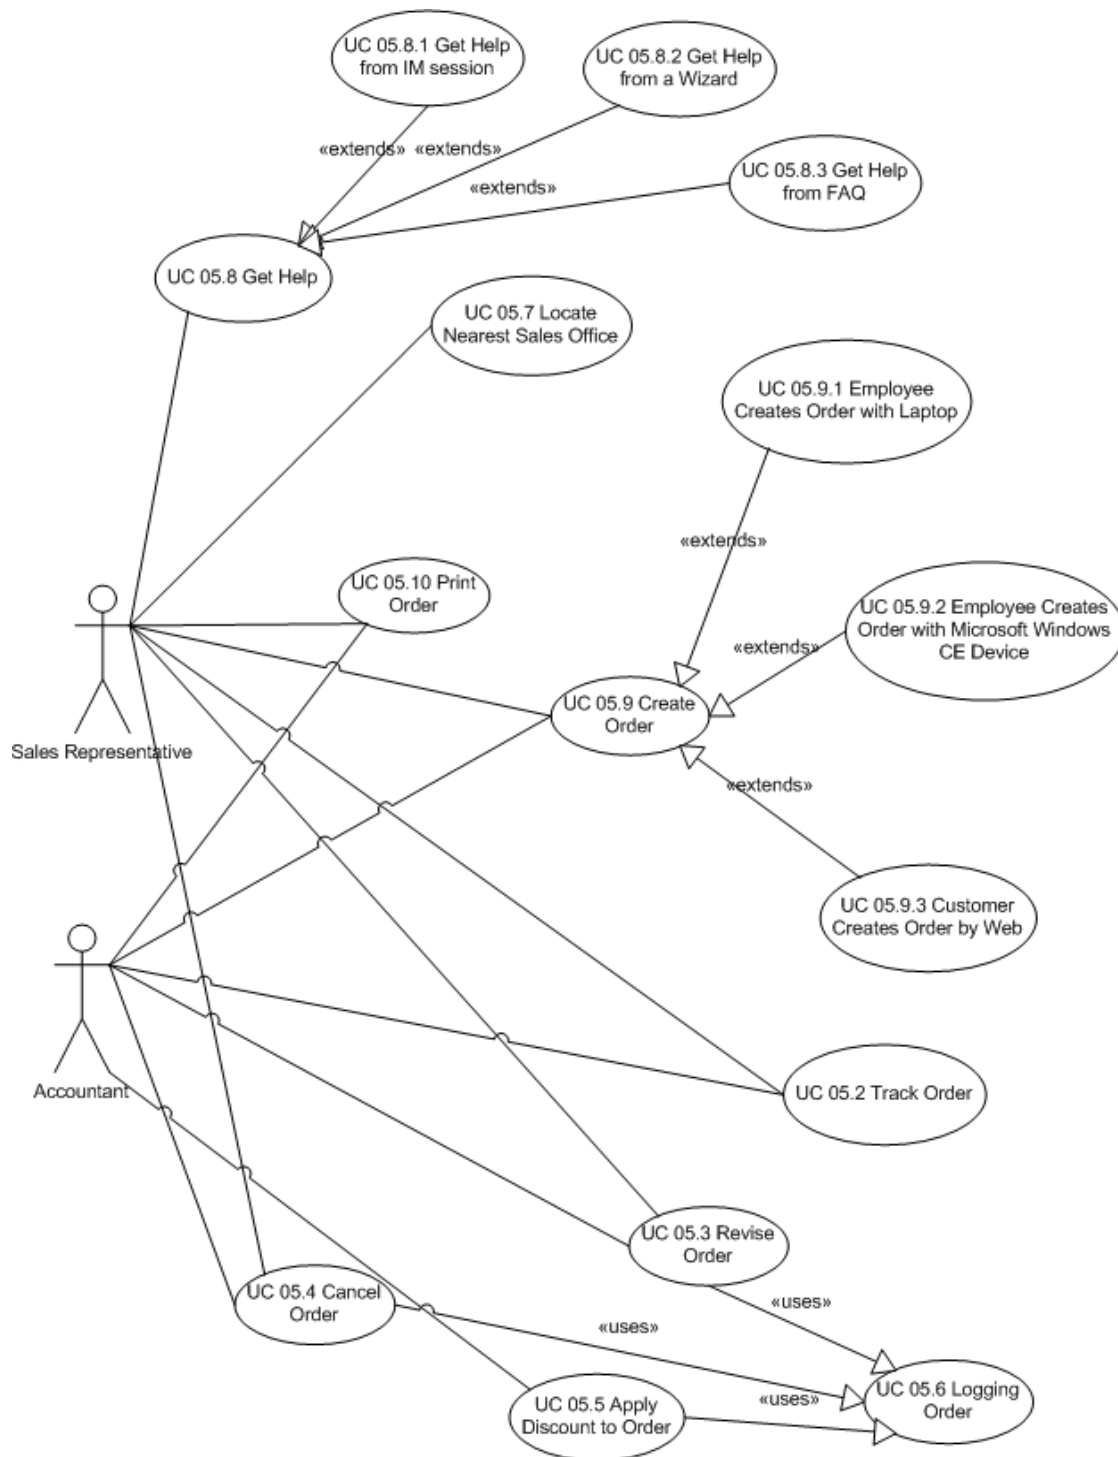 UC 05.8.1 Get Help
from IM session
UC 05.8.2 Get Help
from a Wizard
«extends»
«extends»
UC 05.8.3 Get Help
from FAQ
«extends»
UC 05.8 Get Help
UC 05.7 Locate
Nearest Sales Office
UC 05.9.1 Employee
Creates Order with Laptop
«extends»
UC 05.10 Print
Order
UC 05.9.2 Employee Creates
Order with Microsoft Windows
CE Device
«extends»
UC 05.9 Create
Order
Sales Representative
«extends»
UC 05.9.3 Customer
Creates Order by Web
Accountant
UC 05.2 Track Order
UC 05.3 Revise
Order
UC 05.4 Cancel
Order
«uses»
«uses»
UC 05.6 Logging
Order
«uses»
UC 05.5 Apply
Discount to Order